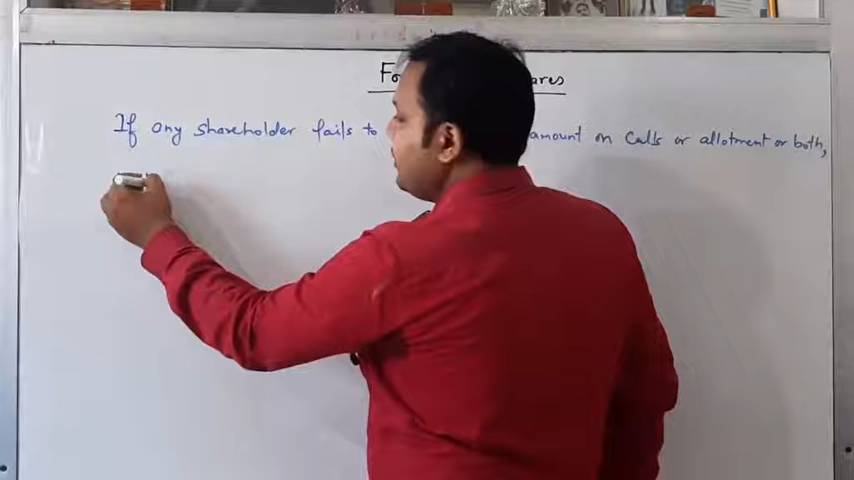 Fo ares
If any shareholder fails to amount on calls or allotment or both,